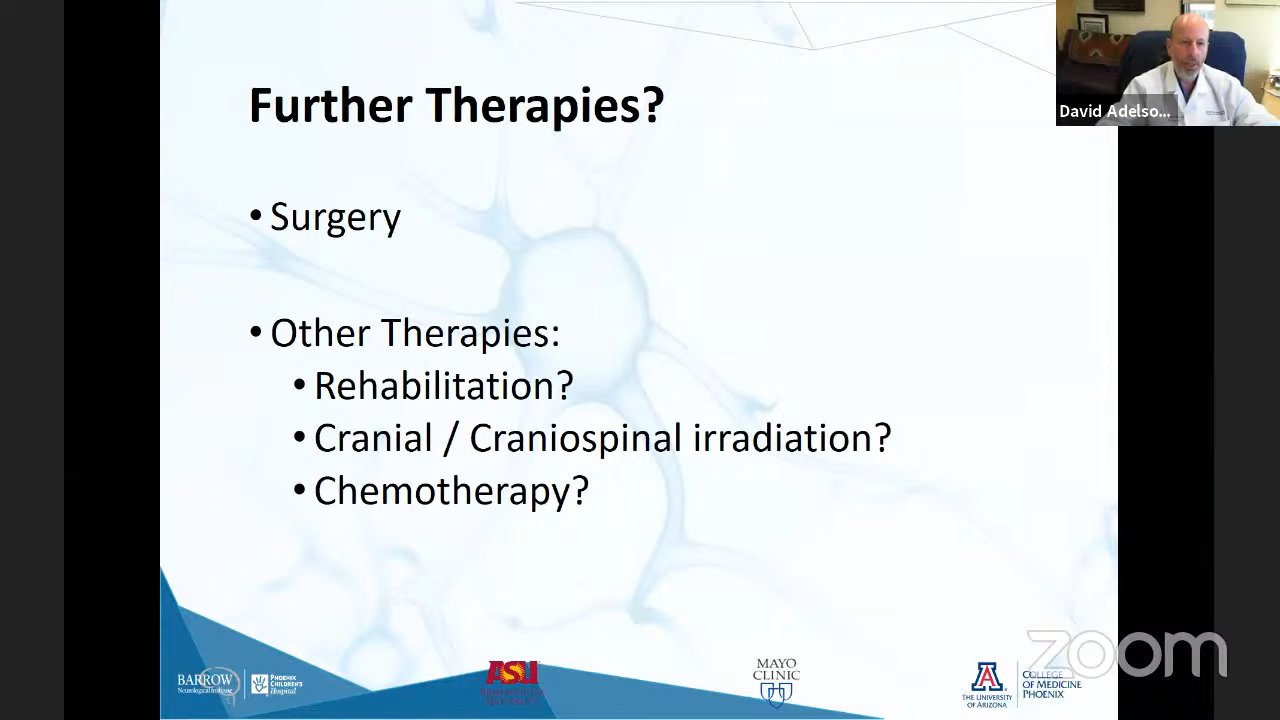 Further Therapies?
David Adelso...
• Surgery
• Other Therapies:
• Rehabilitation?
• Cranial / Craniospinal irradiation?
• Chemotherapy?
zoom
BARROW
Neurological Institute
PHOENIX
CHILDREN'S
Hospital
ASU
MAYO
CLINIC
A
THE UNIVERSITY
OF ARIZONA
COLLEGE
OF MEDICINE
PHOENIX